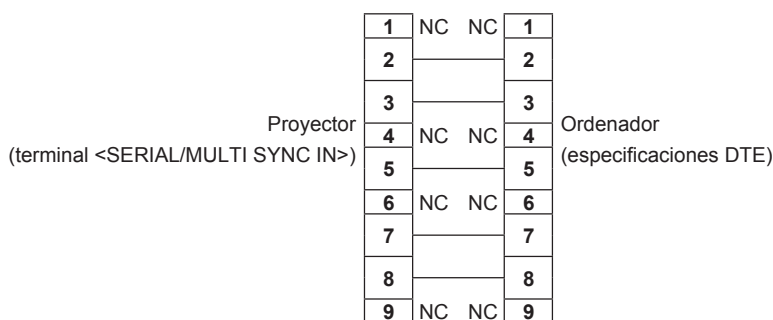 1 NC NC 1
2 2
3 3
Proyector
(terminal <SERIAL/MULTI SYNC IN>)
4 NC NC 4
Ordenador
(especificaciones DTE)
5 5
6 NC NC 6
7 7
8 8
9 NC NC 9